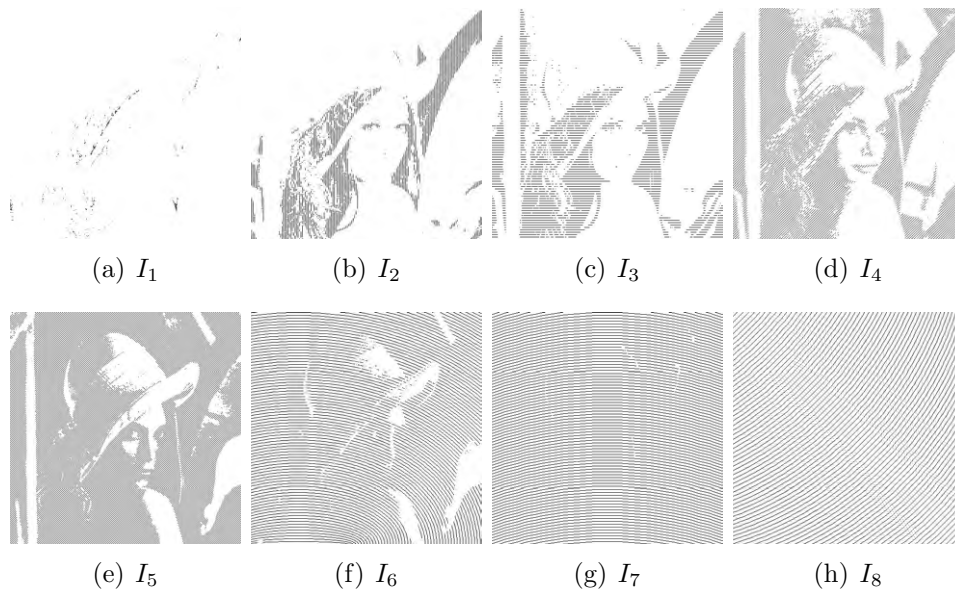 (a) I₁
(b) I₂
(c) I₃
(d) I₄
(e) I₅
(f) I₆
(g) I₇
(h) I₈